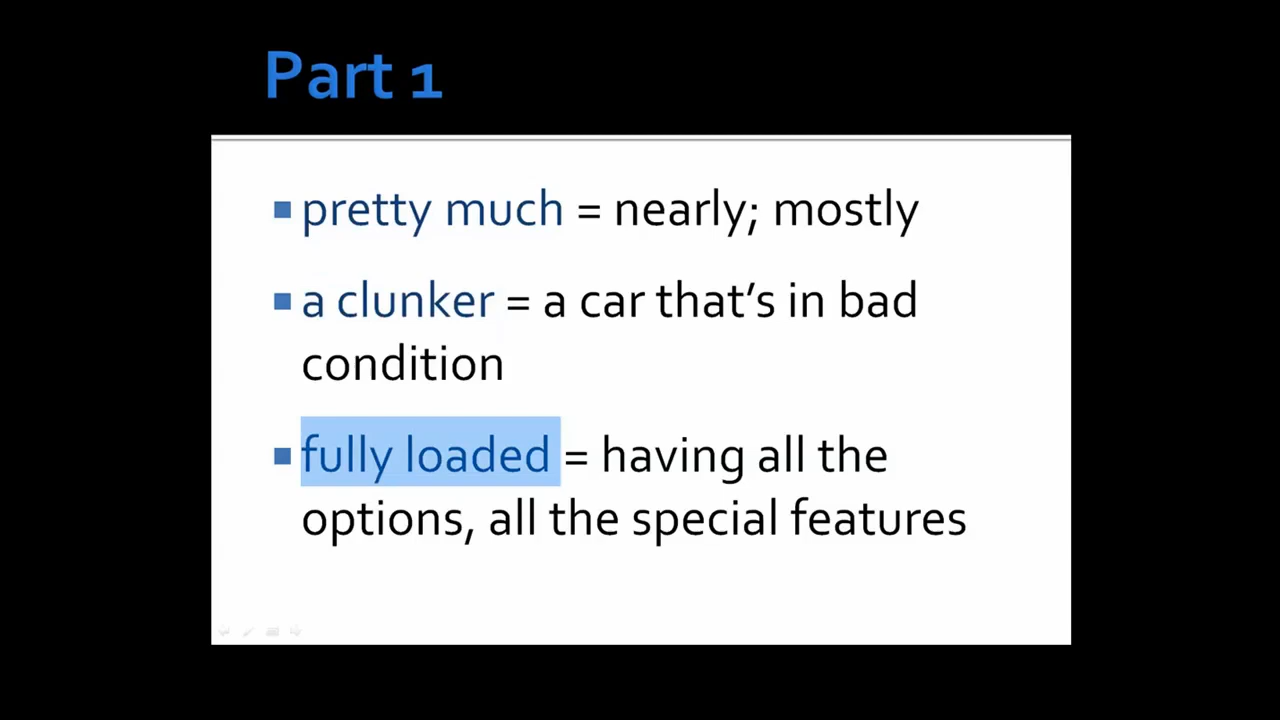 Part 1
pretty much = nearly; mostly
a clunker = a car that’s in bad
condition
fully loaded = having all the
options, all the special features